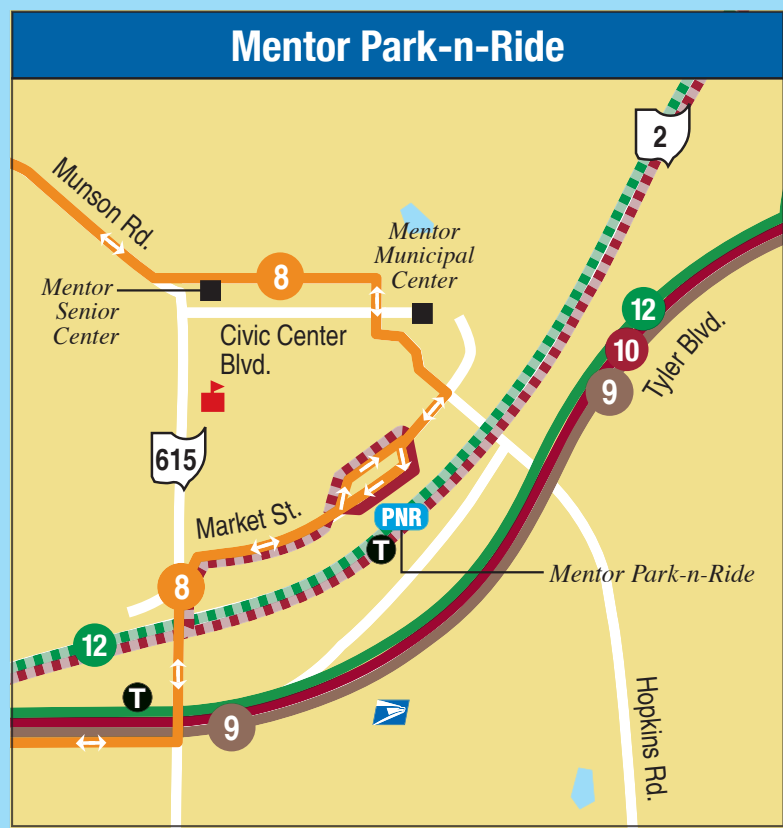 Mentor Park-n-Ride
2
Munson Rd.
Mentor
Municipal
Center
8
Mentor
Senior
Center
Civic Center
Blvd.
12
10
9
Tyler Blvd.
615
Market St.
PNR
T
8
Mentor Park-n-Ride
12
T
9
Hopkins Rd.